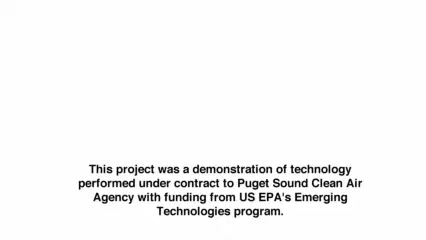 This project was a demonstration of technology
performed under contract to Puget Sound Clean Air
Agency with funding from US EPA's Emerging
Technologies program.